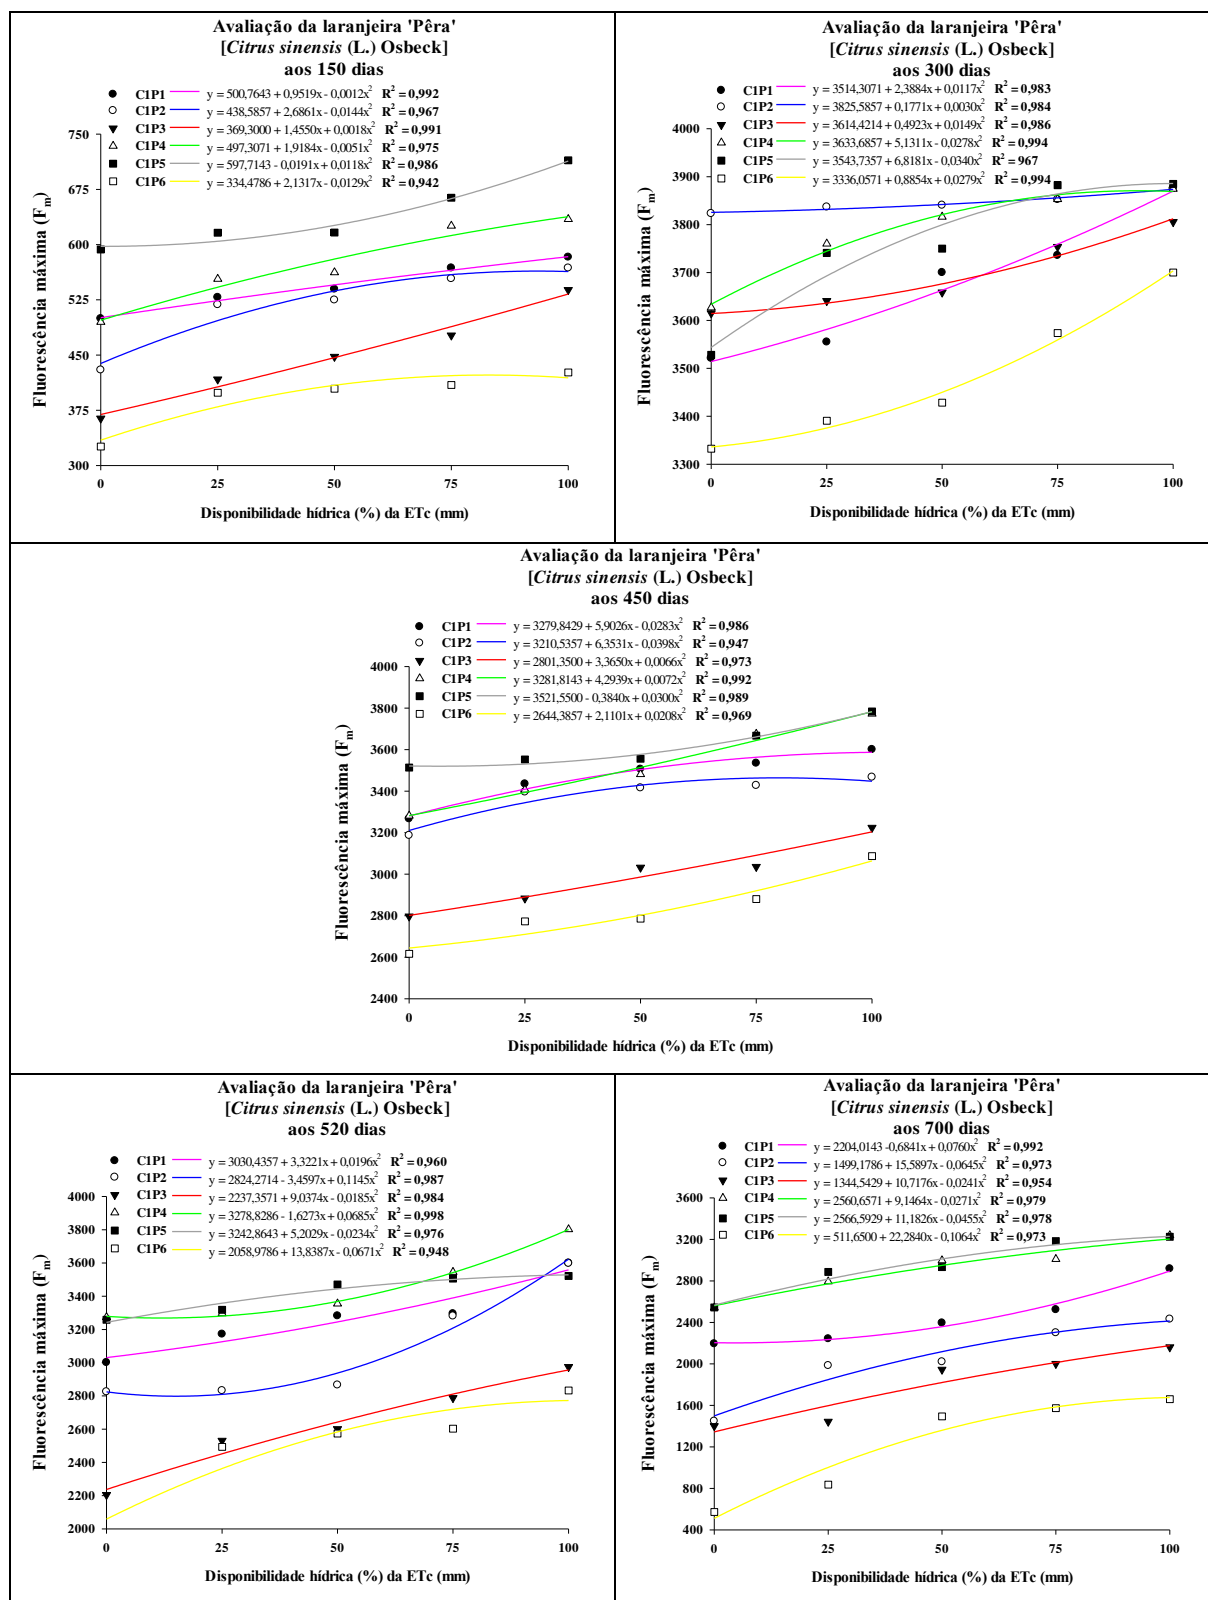 Avaliação da laranjeira 'Pêra'
[Citrus sinensis (L.) Osbeck]
aos 150 dias
C1P1 y = 500,7643 + 0,9519x - 0,0012x² R² = 0,992
C1P2 y = 438,5857 + 2,6861x - 0,0144x² R² = 0,967
C1P3 y = 369,3000 + 1,4550x + 0,0018x² R² = 0,991
C1P4 y = 497,3071 + 1,9184x - 0,0051x² R² = 0,975
C1P5 y = 597,7143 - 0,0191x + 0,0118x² R² = 0,986
C1P6 y = 334,4786 + 2,1317x - 0,0129x² R² = 0,942
Fluorescência máxima (Fm)
750
675
600
525
450
375
300
0 25 50 75 100
Disponibilidade hídrica (%) da ETc (mm)
Avaliação da laranjeira 'Pêra'
[Citrus sinensis (L.) Osbeck]
aos 300 dias
C1P1 y = 3514,3071 + 2,3884x + 0,0117x² R² = 0,983
C1P2 y = 3825,5857 + 0,1771x + 0,0030x² R² = 0,984
C1P3 y = 3614,4214 + 0,4923x + 0,0149x² R² = 0,986
C1P4 y = 3633,6857 + 5,1311x - 0,0278x² R² = 0,994
C1P5 y = 3543,7357 + 6,8181x - 0,0340x² R² = 967
C1P6 y = 3336,0571 + 0,8854x + 0,0279x² R² = 0,994
Fluorescência máxima (Fm)
4000
3900
3800
3700
3600
3500
3400
3300
0 25 50 75 100
Disponibilidade hídrica (%) da ETc (mm)
Avaliação da laranjeira 'Pêra'
[Citrus sinensis (L.) Osbeck]
aos 450 dias
C1P1 y = 3279,8429 + 5,9026x - 0,0283x² R² = 0,986
C1P2 y = 3210,5357 + 6,3531x - 0,0398x² R² = 0,947
C1P3 y = 2801,3500 + 3,3650x + 0,0066x² R² = 0,973
C1P4 y = 3281,8143 + 4,2939x + 0,0072x² R² = 0,992
C1P5 y = 3521,5500 - 0,3840x + 0,0300x² R² = 0,989
C1P6 y = 2644,3857 + 2,1101x + 0,0208x² R² = 0,969
Fluorescência máxima (Fm)
4000
3800
3600
3400
3200
3000
2800
2600
2400
0 25 50 75 100
Disponibilidade hídrica (%) da ETc (mm)
Avaliação da laranjeira 'Pêra'
[Citrus sinensis (L.) Osbeck]
aos 520 dias
C1P1 y = 3030,4357 + 3,3221x + 0,0196x² R² = 0,960
C1P2 y = 2824,2714 - 3,4597x + 0,1145x² R² = 0,987
C1P3 y = 2237,3571 + 9,0374x - 0,0185x² R² = 0,984
C1P4 y = 3278,8286 - 1,6273x + 0,0685x² R² = 0,998
C1P5 y = 3242,8643 + 5,2029x - 0,0234x² R² = 0,976
C1P6 y = 2058,9786 + 13,8387x - 0,0671x² R² = 0,948
Fluorescência máxima (Fm)
4000
3800
3600
3400
3200
3000
2800
2600
2400
2200
2000
0 25 50 75 100
Disponibilidade hídrica (%) da ETc (mm)
Avaliação da laranjeira 'Pêra'
[Citrus sinensis (L.) Osbeck]
aos 700 dias
C1P1 y = 2204,0143 -0,6841x + 0,0760x² R² = 0,992
C1P2 y = 1499,1786 + 15,5897x - 0,0645x² R² = 0,973
C1P3 y = 1344,5429 + 10,7176x - 0,0241x² R² = 0,954
C1P4 y = 2560,6571 + 9,1464x - 0,0271x² R² = 0,979
C1P5 y = 2566,5929 + 11,1826x - 0,0455x² R² = 0,978
C1P6 y = 511,6500 + 22,2840x - 0,1064x² R² = 0,973
Fluorescência máxima (Fm)
3600
3200
2800
2400
2000
1600
1200
800
400
0 25 50 75 100
Disponibilidade hídrica (%) da ETc (mm)